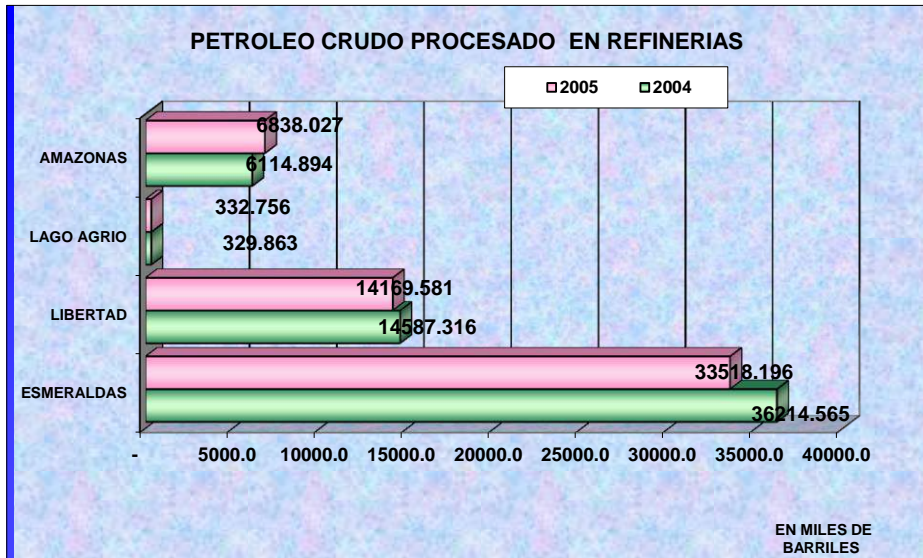 PETROLEO CRUDO PROCESADO EN REFINERIAS
2005 2004
AMAZONAS
6838.027
6114.894
LAGO AGRIO
332.756
329.863
LIBERTAD
14169.581
14587.316
ESMERALDAS
33518.196
36214.565
- 5000.0 10000.0 15000.0 20000.0 25000.0 30000.0 35000.0 40000.0
EN MILES DE
BARRILES